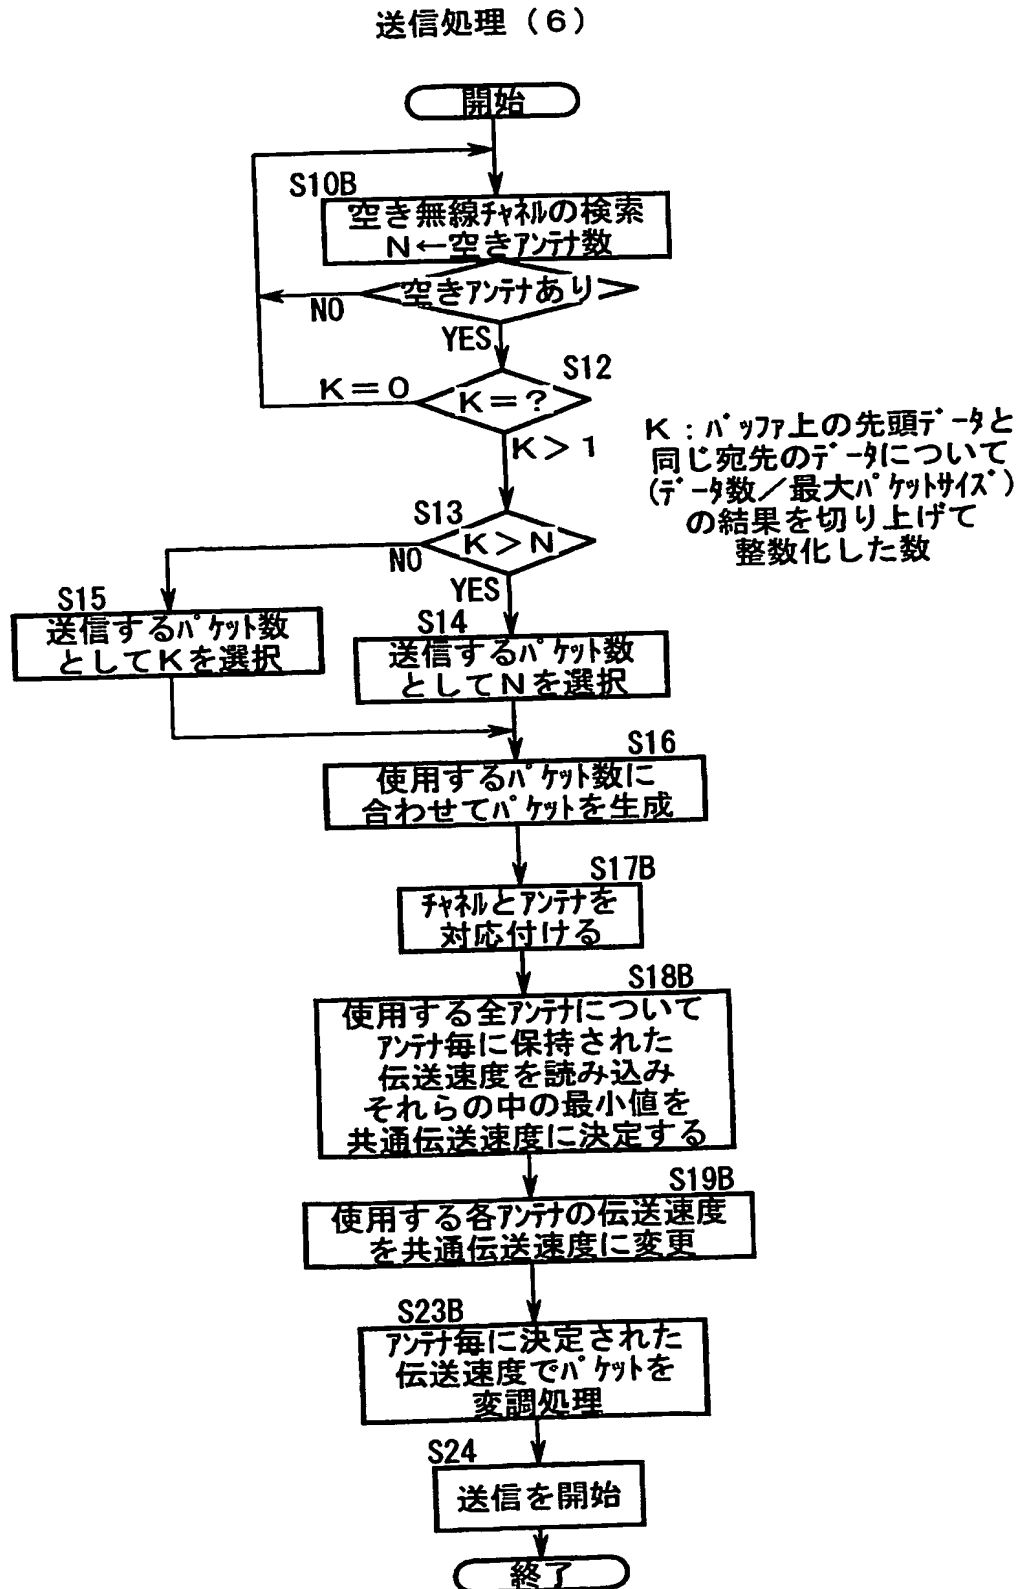 送信処理（6）
開始
S10B
空き無線ﾁｬﾈﾙの検索
N←空きｱﾝﾃﾅ数
空きｱﾝﾃﾅあり
NO
YES
S12
K＝0
K＝？
K＞1
K：ﾊﾞｯﾌｧ上の先頭ﾃﾞｰﾀと
同じ宛先のﾃﾞｰﾀについて
(ﾃﾞｰﾀ数／最大ﾊﾟｹｯﾄｻｲｽﾞ)
の結果を切り上げて
整数化した数
S13
K＞N
NO
YES
S15
送信するﾊﾟｹｯﾄ数
としてKを選択
S14
送信するﾊﾟｹｯﾄ数
としてNを選択
S16
使用するﾊﾟｹｯﾄ数に
合わせてﾊﾟｹｯﾄを生成
S17B
ﾁｬﾈﾙとｱﾝﾃﾅを
対応付ける
S18B
使用する全ｱﾝﾃﾅについて
ｱﾝﾃﾅ毎に保持された
伝送速度を読み込み
それらの中の最小値を
共通伝送速度に決定する
S19B
使用する各ｱﾝﾃﾅの伝送速度
を共通伝送速度に変更
S23B
ｱﾝﾃﾅ毎に決定された
伝送速度でﾊﾟｹｯﾄを
変調処理
S24
送信を開始
終了